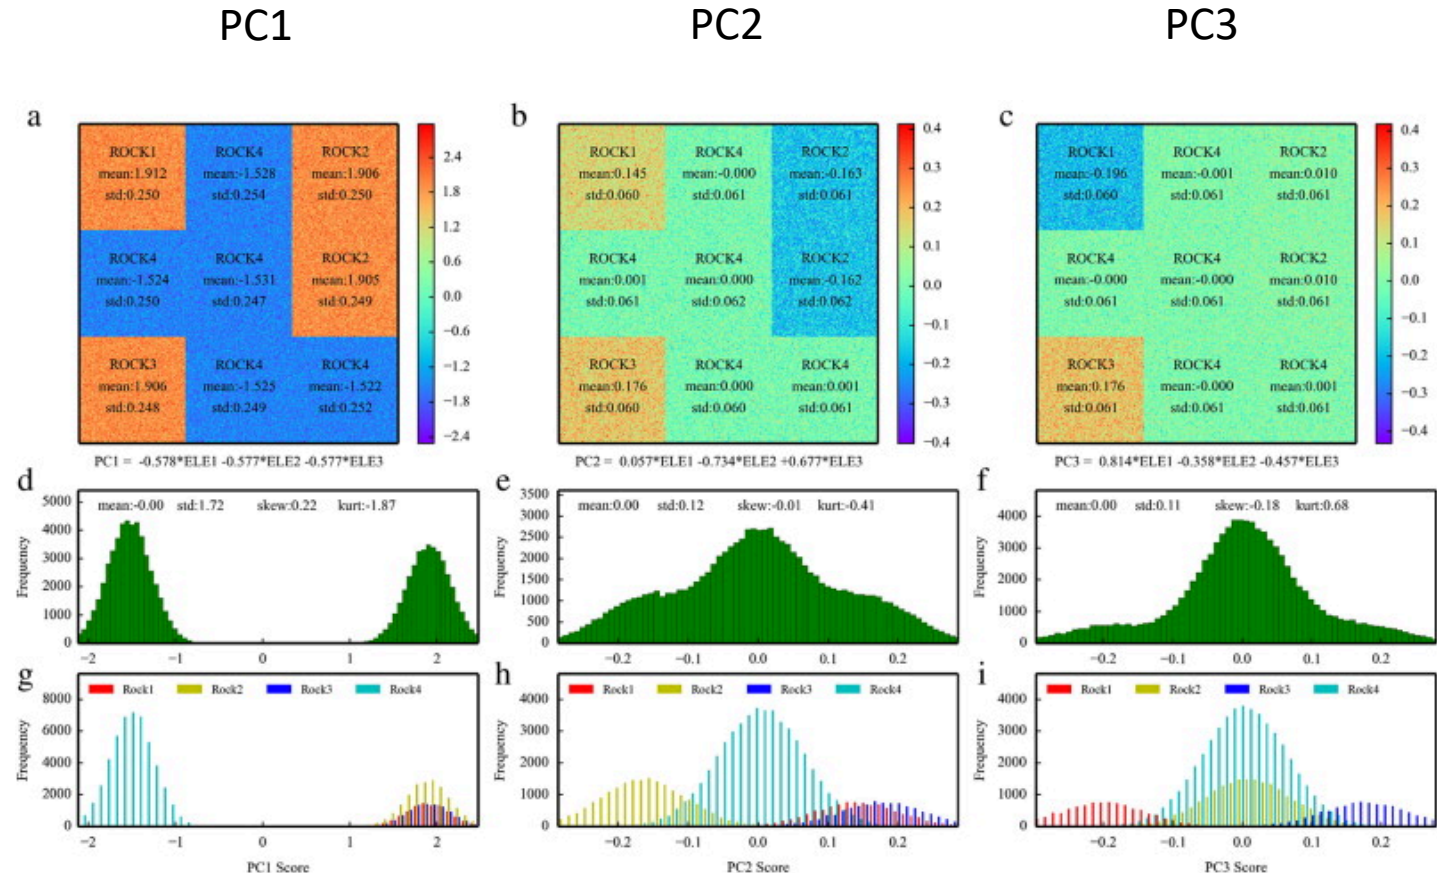 PC1 PC2 PC3
a b c
ROCK1 ROCK4 ROCK2
mean:1.912 mean:-1.528 mean:1.906
std:0.250 std:0.254 std:0.250
ROCK4 ROCK4 ROCK2
mean:-1.524 mean:-1.531 mean:1.905
std:0.250 std:0.247 std:0.249
ROCK3 ROCK4 ROCK4
mean:1.906 mean:-1.525 mean:-1.522
std:0.248 std:0.249 std:0.252
2.4
1.8
1.2
0.6
0.0
−0.6
−1.2
−1.8
−2.4
PC1 = -0.578*ELE1 -0.577*ELE2 -0.577*ELE3
ROCK1 ROCK4 ROCK2
mean:0.145 mean:-0.000 mean:-0.163
std:0.060 std:0.061 std:0.061
ROCK4 ROCK4 ROCK2
mean:0.001 mean:0.000 mean:-0.162
std:0.061 std:0.062 std:0.062
ROCK3 ROCK4 ROCK4
mean:0.176 mean:0.000 mean:0.001
std:0.060 std:0.060 std:0.061
0.4
0.3
0.2
0.1
0.0
−0.1
−0.2
−0.3
−0.4
PC2 = 0.057*ELE1 -0.734*ELE2 +0.677*ELE3
ROCK1 ROCK4 ROCK2
mean:-0.196 mean:-0.001 mean:0.010
std:0.060 std:0.061 std:0.061
ROCK4 ROCK4 ROCK2
mean:-0.000 mean:-0.000 mean:0.010
std:0.061 std:0.061 std:0.061
ROCK3 ROCK4 ROCK4
mean:0.176 mean:-0.000 mean:0.001
std:0.061 std:0.061 std:0.061
0.4
0.3
0.2
0.1
0.0
−0.1
−0.2
−0.3
−0.4
PC3 = 0.814*ELE1 -0.358*ELE2 -0.457*ELE3
d
mean:-0.00 std:1.72 skew:0.22 kurt:-1.87
5000
4000
3000
2000
1000
0
Frequency
−2 −1 0 1 2
e
mean:0.00 std:0.12 skew:-0.01 kurt:-0.41
3500
3000
2500
2000
1500
1000
500
0
Frequency
−0.2 −0.1 0.0 0.1 0.2
f
mean:0.00 std:0.11 skew:-0.18 kurt:0.68
4000
3000
2000
1000
0
Frequency
−0.2 −0.1 0.0 0.1 0.2
g
Rock1 Rock2 Rock3 Rock4
8000
6000
4000
2000
0
Frequency
−2 −1 0 1 2
PC1 Score
h
Rock1 Rock2 Rock3 Rock4
4000
3000
2000
1000
0
Frequency
−0.2 −0.1 0.0 0.1 0.2
PC2 Score
i
Rock1 Rock2 Rock3 Rock4
4000
3000
2000
1000
0
Frequency
−0.2 −0.1 0.0 0.1 0.2
PC3 Score